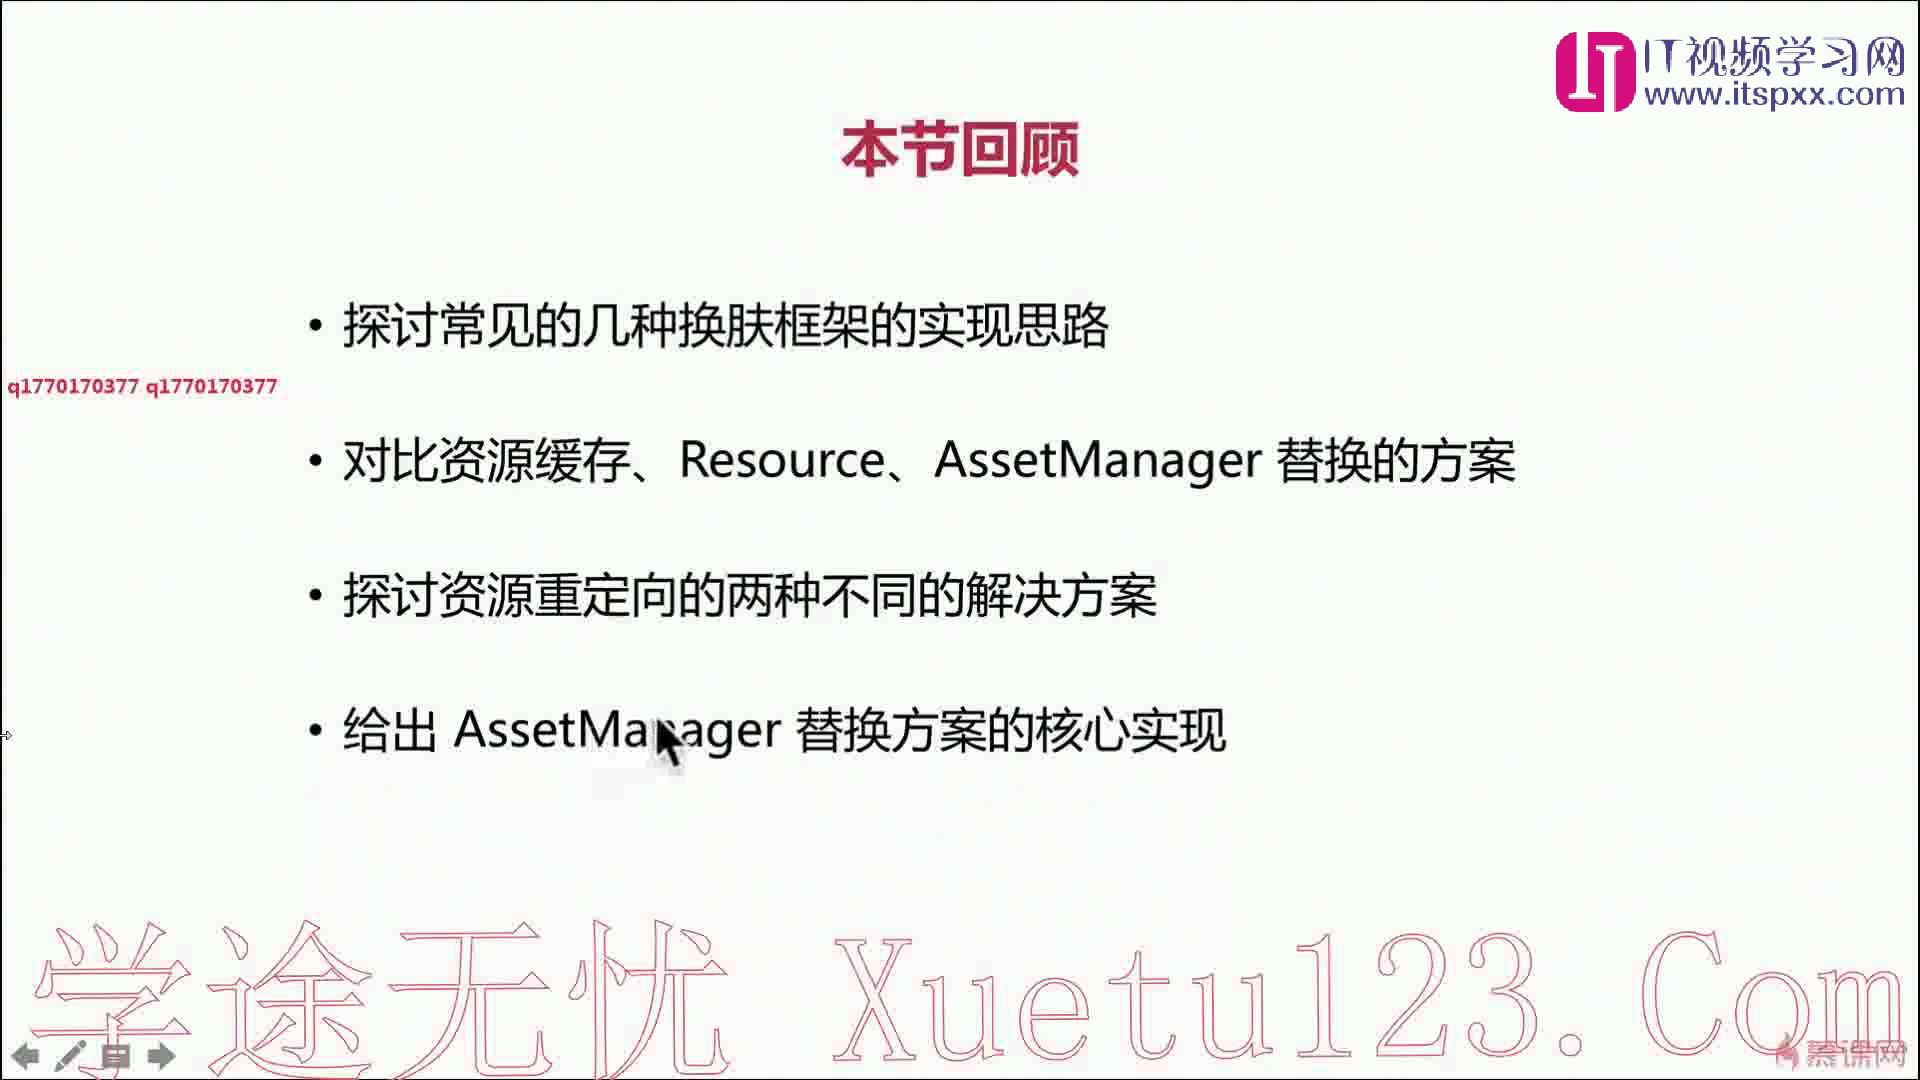 IT视频学习网
www.itspxx.com
本节回顾
• 探讨常见的几种换肤框架的实现思路
q1770170377 q1770170377
• 对比资源缓存、Resource、AssetManager 替换的方案
• 探讨资源重定向的两种不同的解决方案
• 给出 AssetManager 替换方案的核心实现
学途无忧 Xuetu123.Com
慕课网